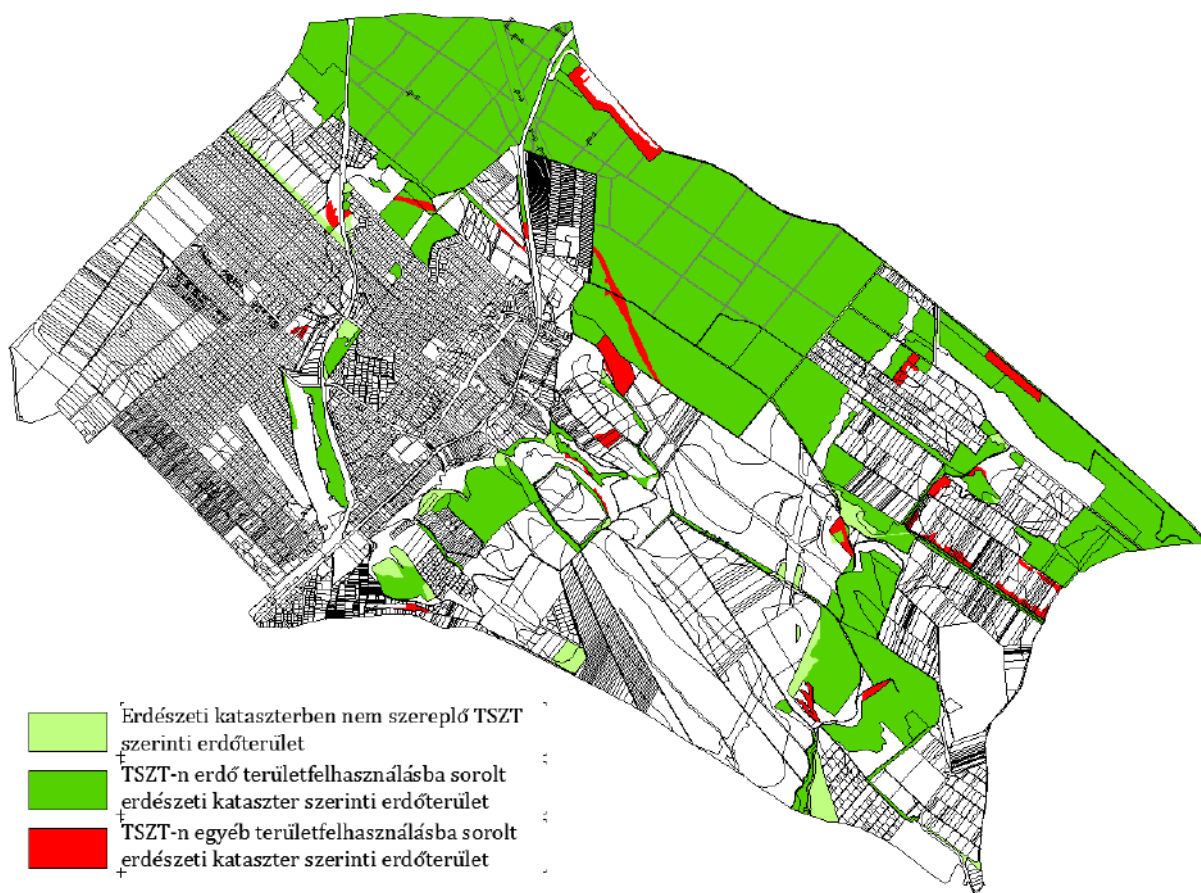 Erdészeti kataszterben nem szereplő TSZT
szerinti erdőterület
TSZT-n erdő területfelhasználásba sorolt
erdészeti kataszter szerinti erdőterület
TSZT-n egyéb területfelhasználásba sorolt
erdészeti kataszter szerinti erdőterület